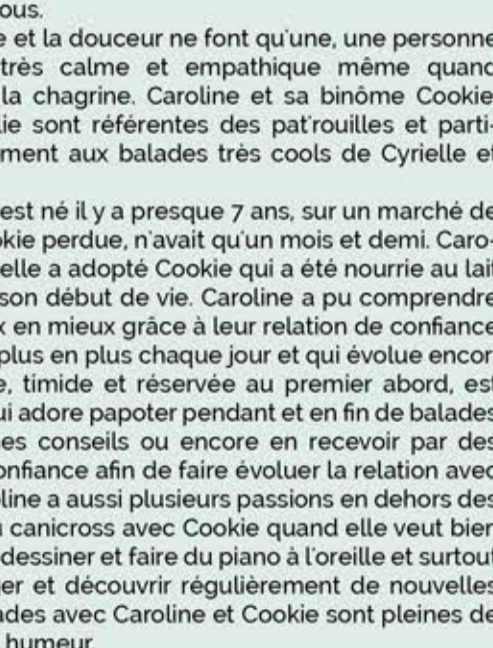 ous.
e et la douceur ne font qu'une, une personne
très calme et empathique même quand
la chagrine. Caroline et sa binôme Cookie
lie sont référentes des pat'rouilles et parti-
ment aux balades très cools de Cyrielle et
est né il y a presque 7 ans, sur un marché de
okie perdue, n'avait qu'un mois et demi. Caro-
elle a adopté Cookie qui a été nourrie au lait
son début de vie. Caroline a pu comprendre
x en mieux grâce à leur relation de confiance
plus en plus chaque jour et qui évolue encor
e, timide et réservée au premier abord, est
ui adore papoter pendant et en fin de balades
es conseils ou encore en recevoir par des
onfiance afin de faire évoluer la relation avec
oline a aussi plusieurs passions en dehors des
u canicross avec Cookie quand elle veut bien
dessiner et faire du piano à l'oreille et surtout
ger et découvrir régulièrement de nouvelles
ades avec Caroline et Cookie sont pleines de
humeur.